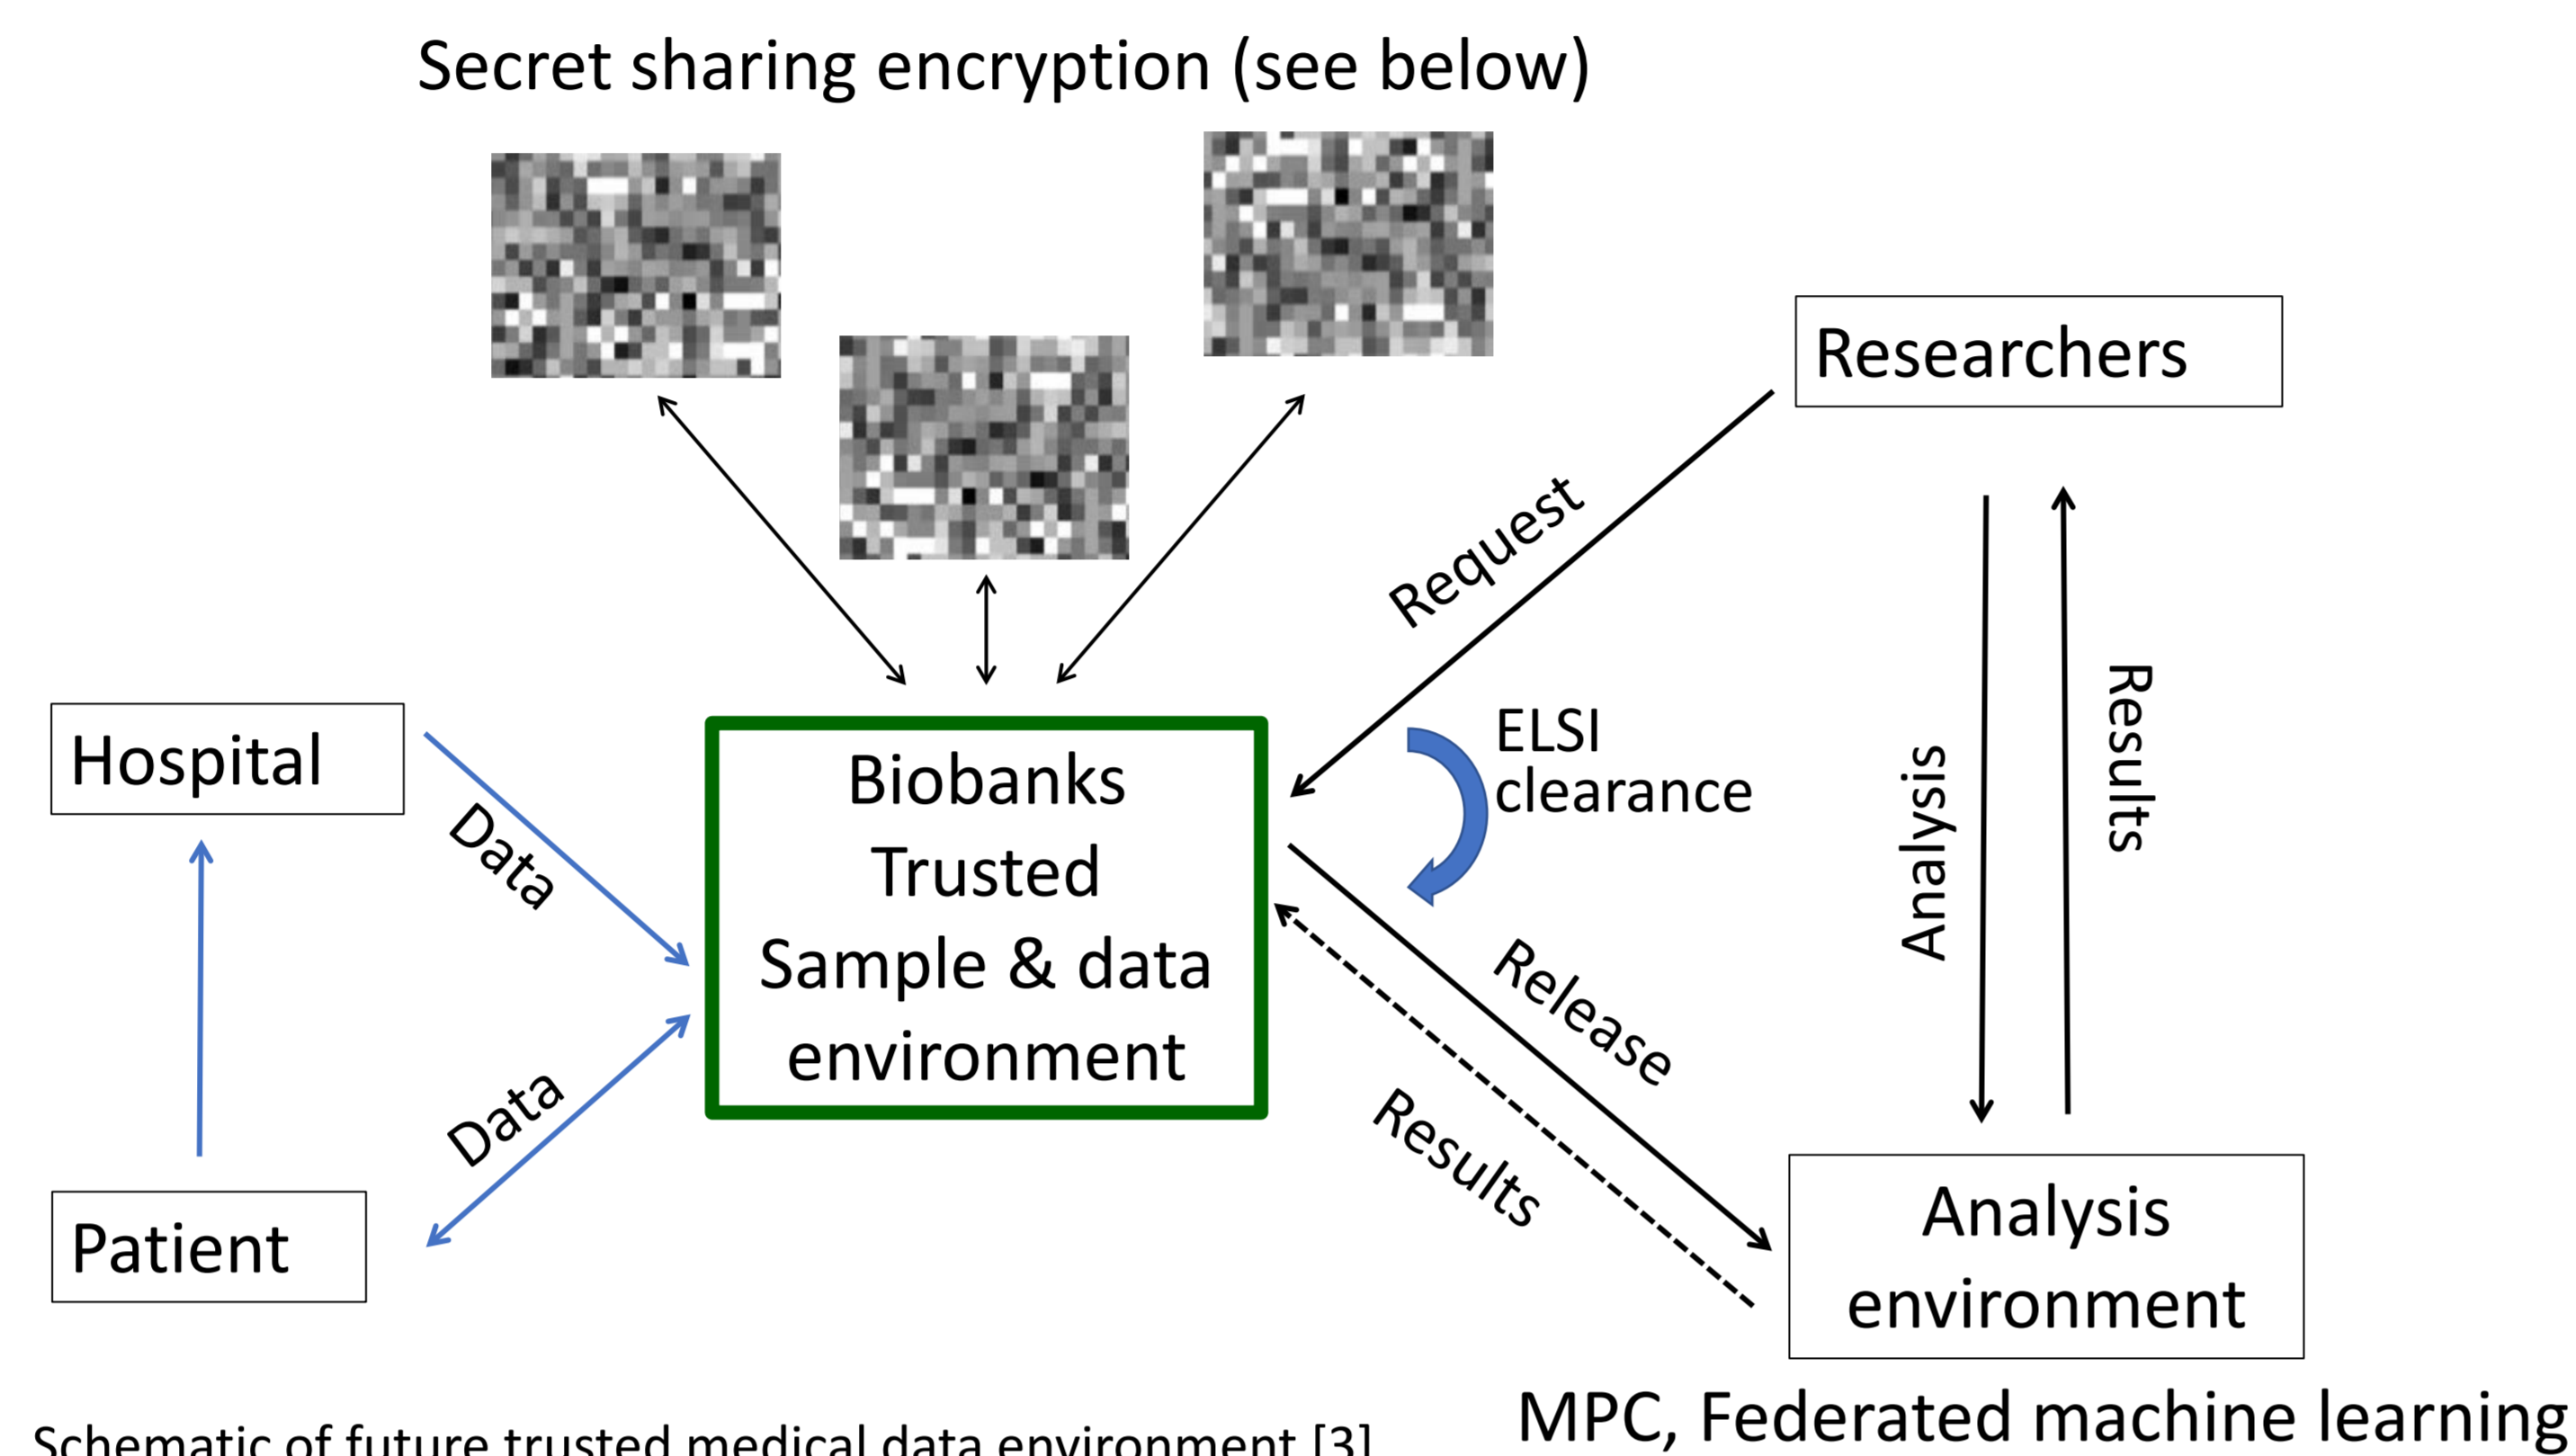 Secret sharing encryption (see below)
Researchers
Request
Hospital
Data
Biobanks
Trusted
Sample & data
environment
ELSI
clearance
Analysis
Results
Patient
Data
Release
Results
Analysis
environment
MPC, Federated machine learning
Schematic of future trusted medical data environment [3]